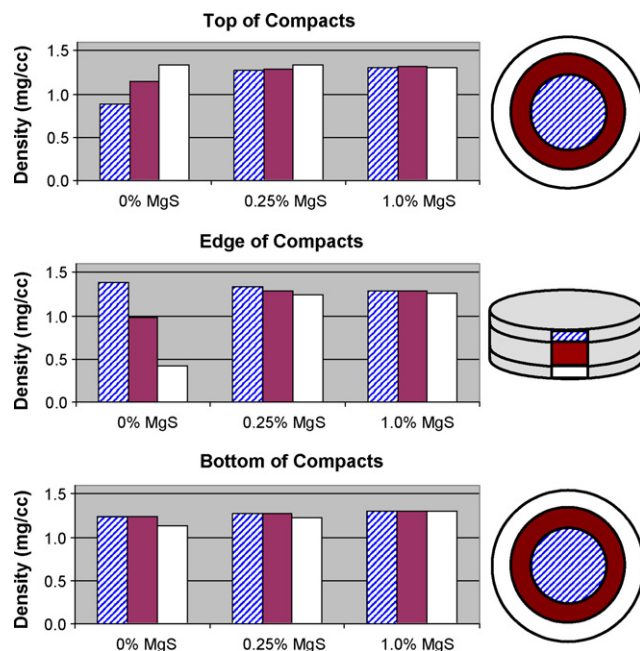 Top of Compacts
Density (mg/cc)
1.5
1.0
0.5
0.0
0% MgS 0.25% MgS 1.0% MgS
Edge of Compacts
Density (mg/cc)
1.5
1.0
0.5
0.0
0% MgS 0.25% MgS 1.0% MgS
Bottom of Compacts
Density (mg/cc)
1.5
1.0
0.5
0.0
0% MgS 0.25% MgS 1.0% MgS